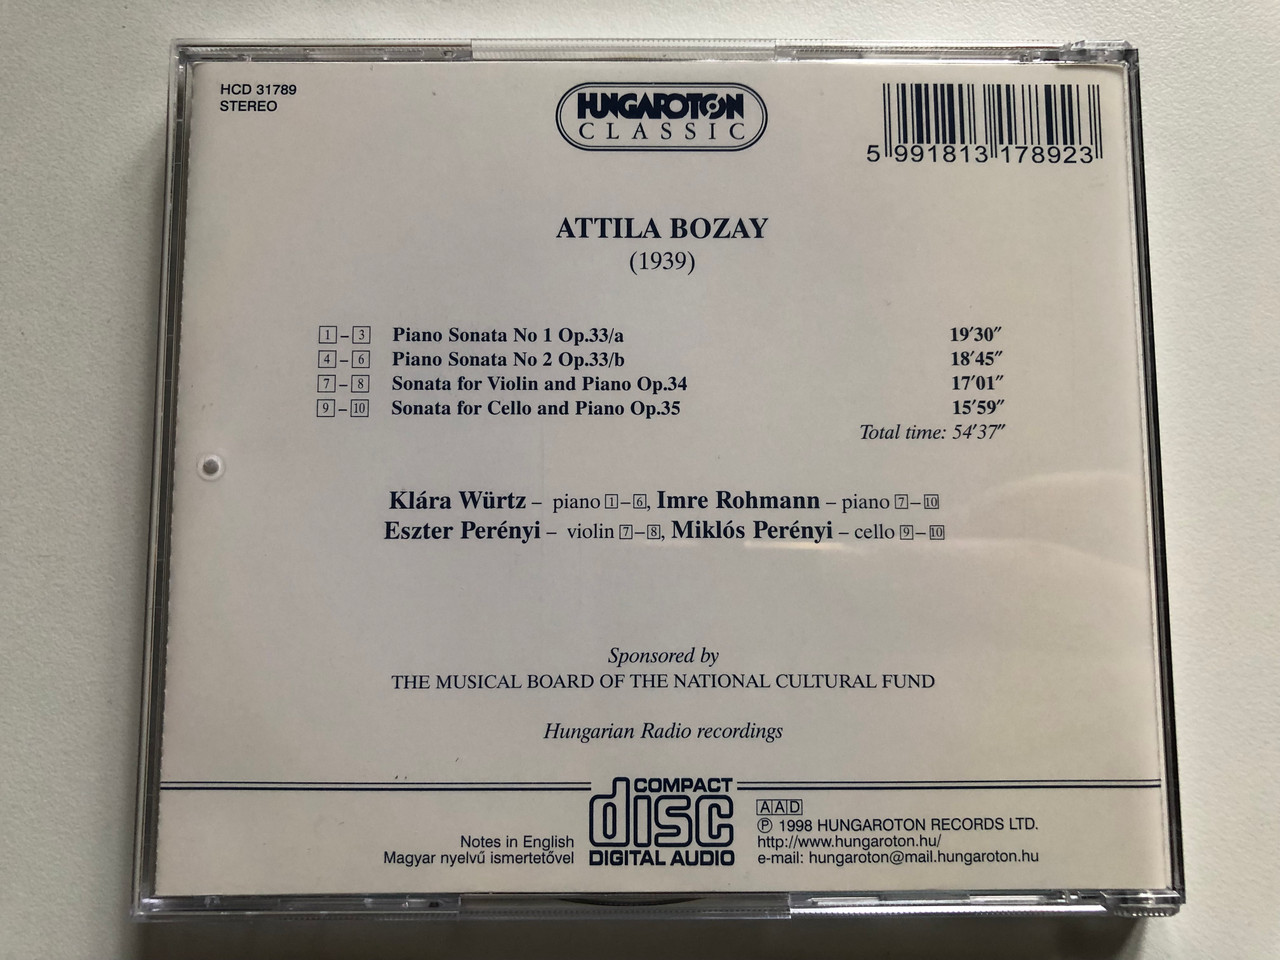 HCD 31789
STEREO
HUNGAROTON
CLASSIC
5 991813 178923
ATTILA BOZAY
(1939)
1 – 3 Piano Sonata No 1 Op.33/a 19′30″
4 – 6 Piano Sonata No 2 Op.33/b 18′45″
7 – 8 Sonata for Violin and Piano Op.34 17′01″
9 – 10 Sonata for Cello and Piano Op.35 15′59″
Total time: 54′37″
Klára Würtz – piano 1–6, Imre Rohmann – piano 7–10
Eszter Perényi – violin 7–8, Miklós Perényi – cello 9–10
Sponsored by
THE MUSICAL BOARD OF THE NATIONAL CULTURAL FUND
Hungarian Radio recordings
Notes in English
Magyar nyelvű ismertetővel
COMPACT
disc
DIGITAL AUDIO
AAD
℗ 1998 HUNGAROTON RECORDS LTD.
http://www.hungaroton.hu/
e-mail: hungaroton@mail.hungaroton.hu